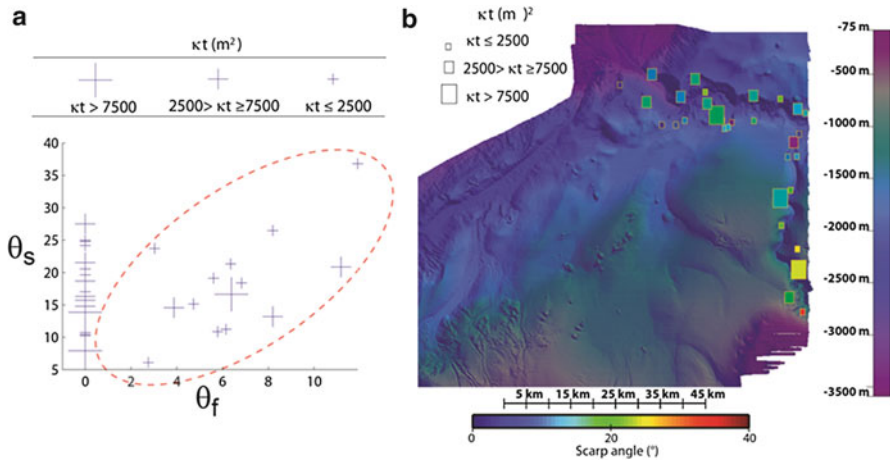 a
κt (m²)
κt > 7500 2500> κt ≥7500 κt ≤ 2500
40
35
30
25
20
15
10
5
θs
0 2 4 6 8 10
θf
b
κt (m )²
κt ≤ 2500
2500> κt ≥7500
κt > 7500
-75 m
-500 m
-1000 m
-1500 m
-2000 m
-2500 m
-3000 m
-3500 m
5 km 15 km 25 km 35 km 45 km
0 20 40
Scarp angle (°)